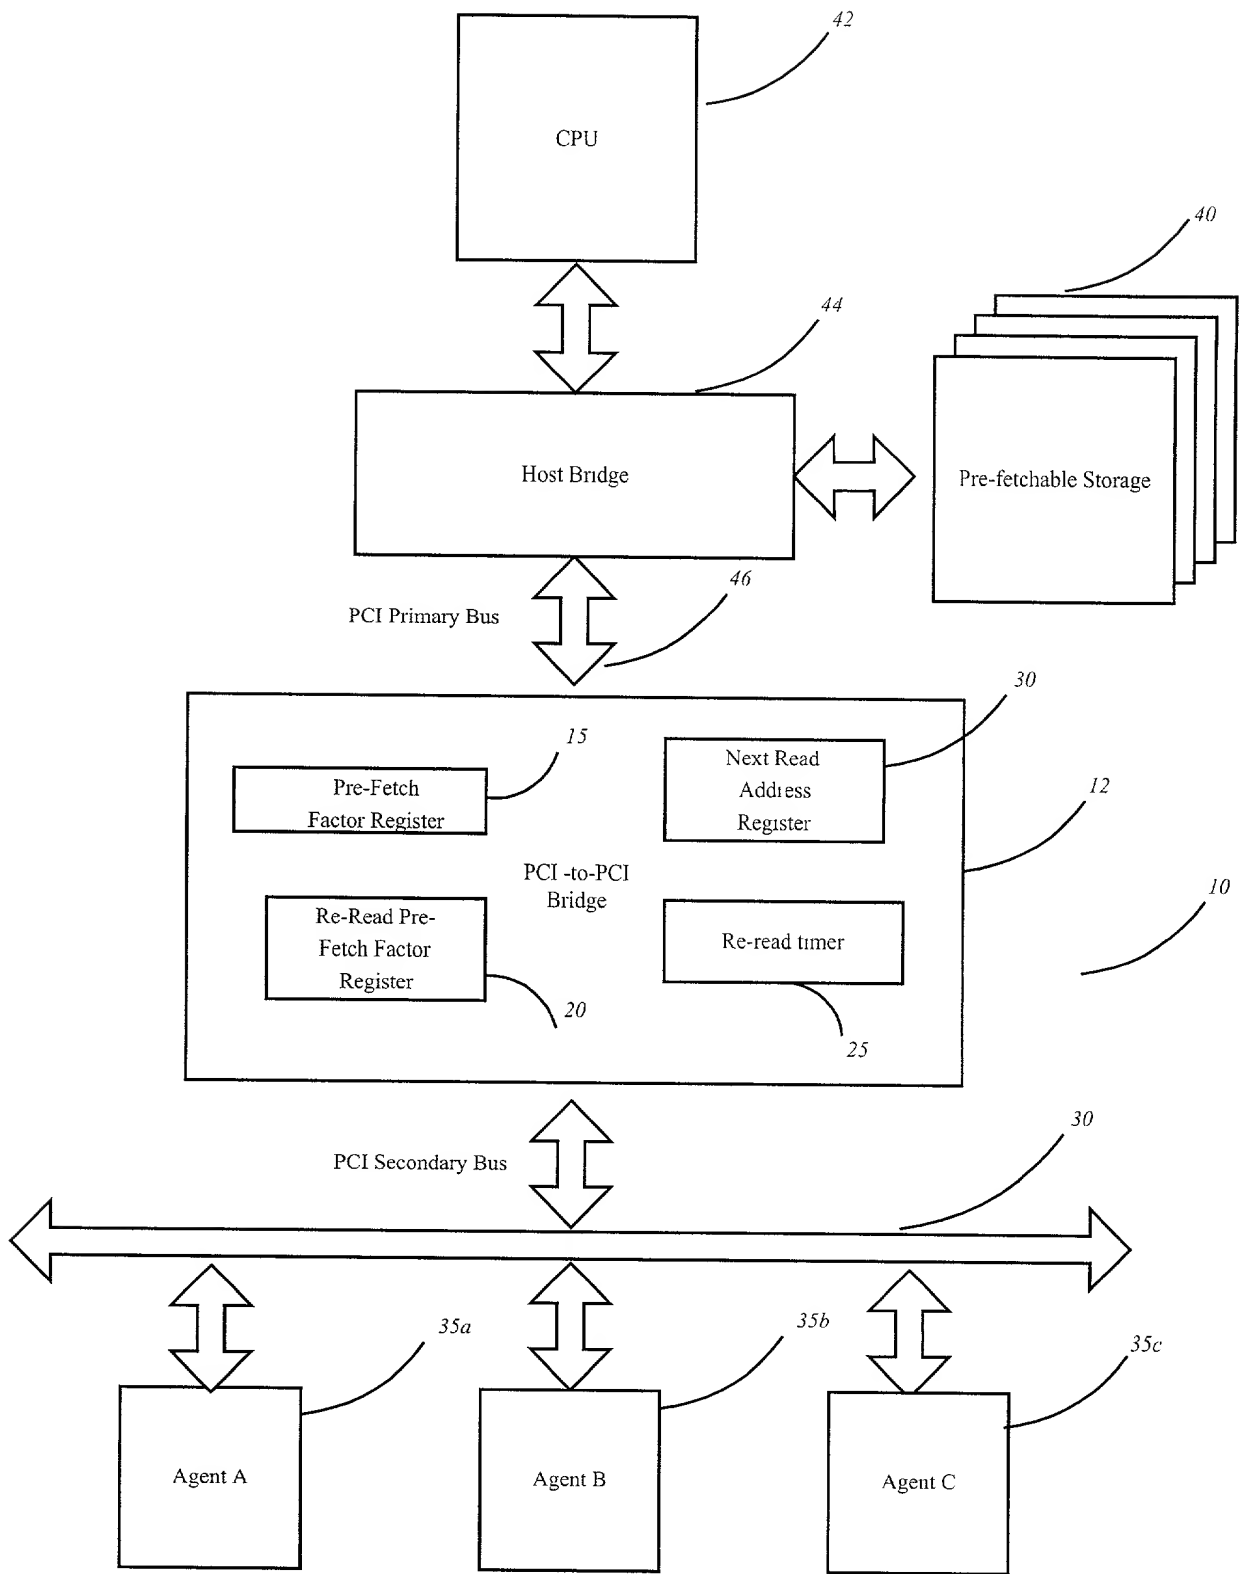 42
CPU
40
44
Host Bridge
Pre-fetchable Storage
46
PCI Primary Bus
30
15
Next Read
Address
Register
Pre-Fetch
Factor Register
12
PCI -to-PCI
Bridge
10
Re-Read Pre-
Fetch Factor
Register
Re-read timer
20
25
30
PCI Secondary Bus
35a
35b
35c
Agent A
Agent B
Agent C